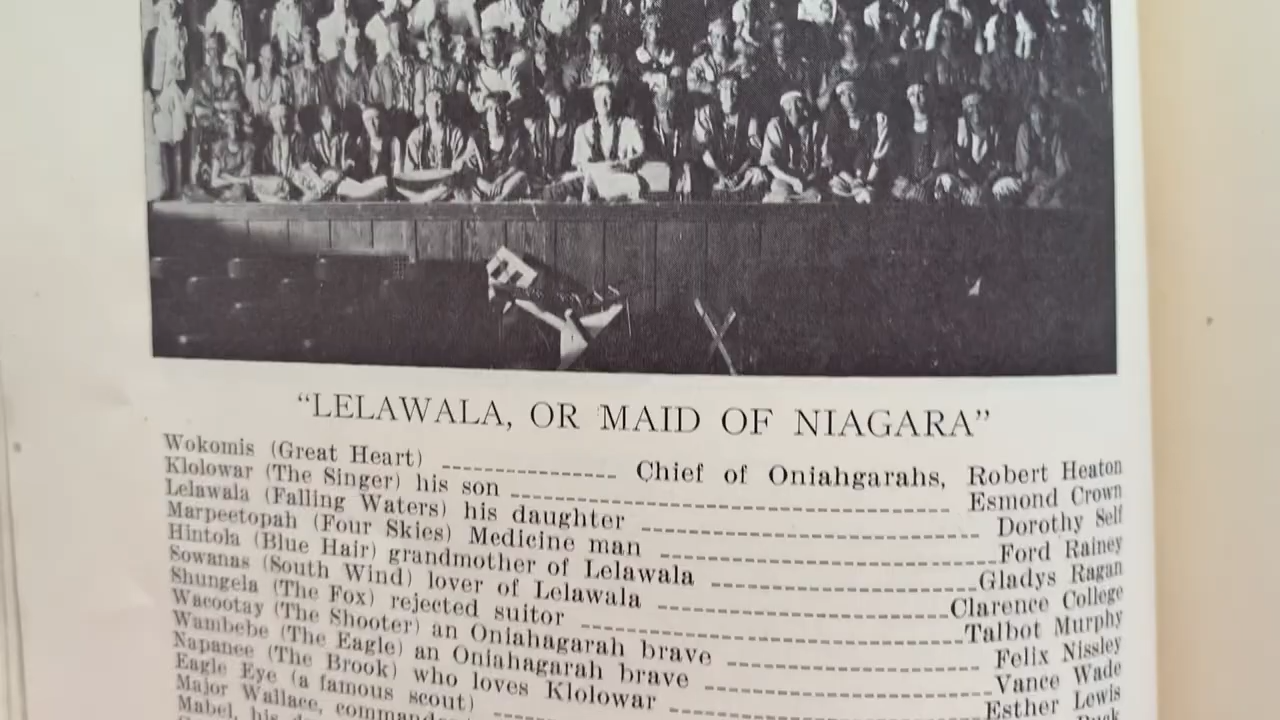 "LELAWALA, OR MAID OF NIAGARA"
Wokomis (Great Heart) ---------------- Chief of Oniahgarahs, Robert Heaton
Klolowar (The Singer) his son ---------------- Esmond Crown
Lelawala (Falling Waters) his daughter ---------------- Dorothy Self
Marpeetopah (Four Skies) Medicine man ---------------- Ford Rainey
Hintola (Blue Hair) grandmother of Lelawala ---------------- Gladys Ragan
Sowanas (South Wind) lover of Lelawala ---------------- Clarence College
Shungela (The Fox) rejected suitor ---------------- Talbot Murphy
Wacootay (The Shooter) an Oniahagarah brave ---------------- Felix Nissley
Wambebe (The Eagle) an Oniahagarah brave ---------------- Vance Wade
Napanee (The Brook) who loves Klolowar ---------------- Esther Lewis
Eagle Eye (a famous scout) ----------------
Major Wallace,
Mabel, his